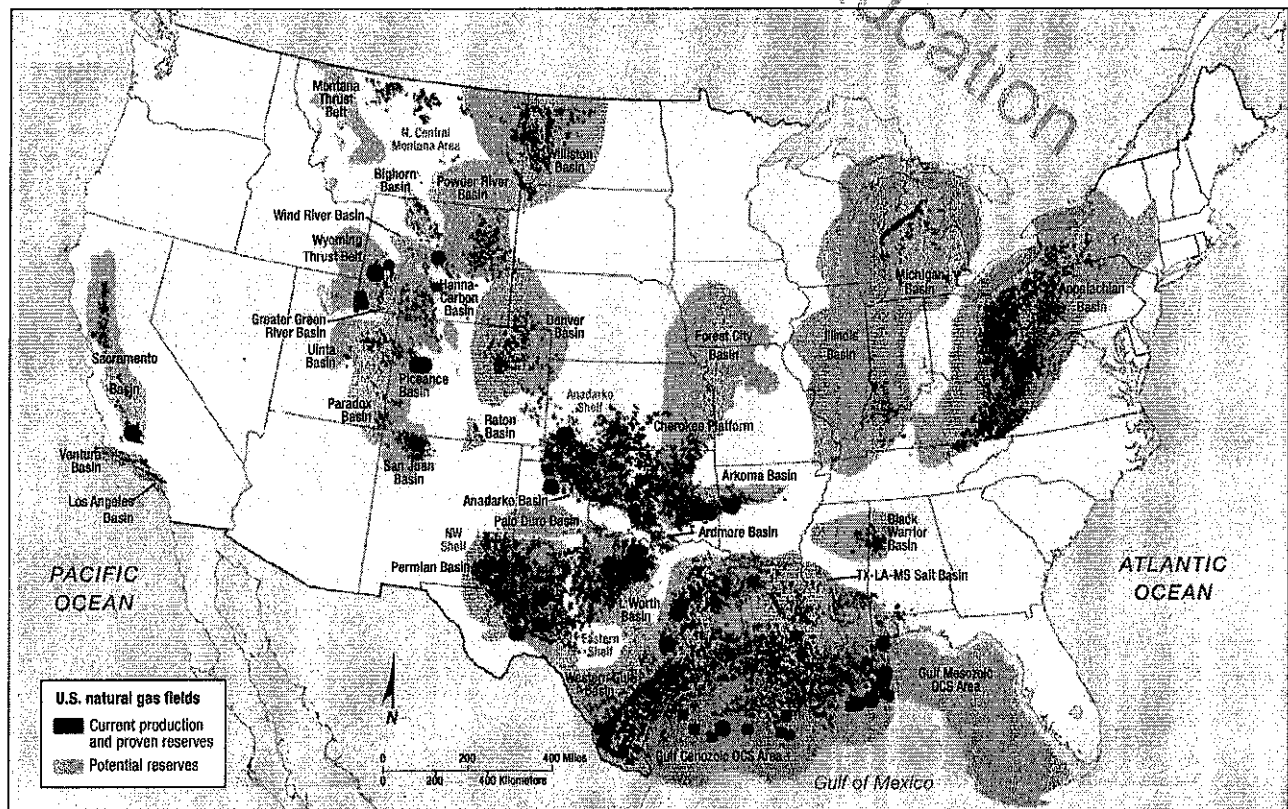 ucation
Montana
Thrust
Belt
N. Central
Montana Area
Williston
Basin
Bighorn
Basin
Powder River
Basin
Wind River Basin
Wyoming
Thrust Belt
Hanna-
Carbon
Basin
Michigan
Basin
Appalachian
Basin
Greater Green
River Basin
Denver
Basin
Forest City
Basin
Illinois
Basin
Uinta
Basin
Sacramento
Basin
Piceance
Basin
Anadarko
Shelf
Paradox
Basin
Raton
Basin
Cherokee Platform
Ventura
Basin
San Juan
Basin
Arkoma Basin
Los Angeles
Basin
Anadarko Basin
Palo Duro Basin
Ardmore Basin
Black
Warrior
Basin
NW
Shelf
Permian Basin
TX-LA-MS Salt Basin
PACIFIC
OCEAN
ATLANTIC
OCEAN
Worth
Basin
Eastern
Shelf
Western Gulf
Basin
Gulf Mesozoic
OCS Area
U.S. natural gas fields
Current production
and proven reserves
Potential reserves
N
0 200 400 Miles
0 200 400 Kilometers
Gulf Cenozoic OCS Area
Gulf of Mexico